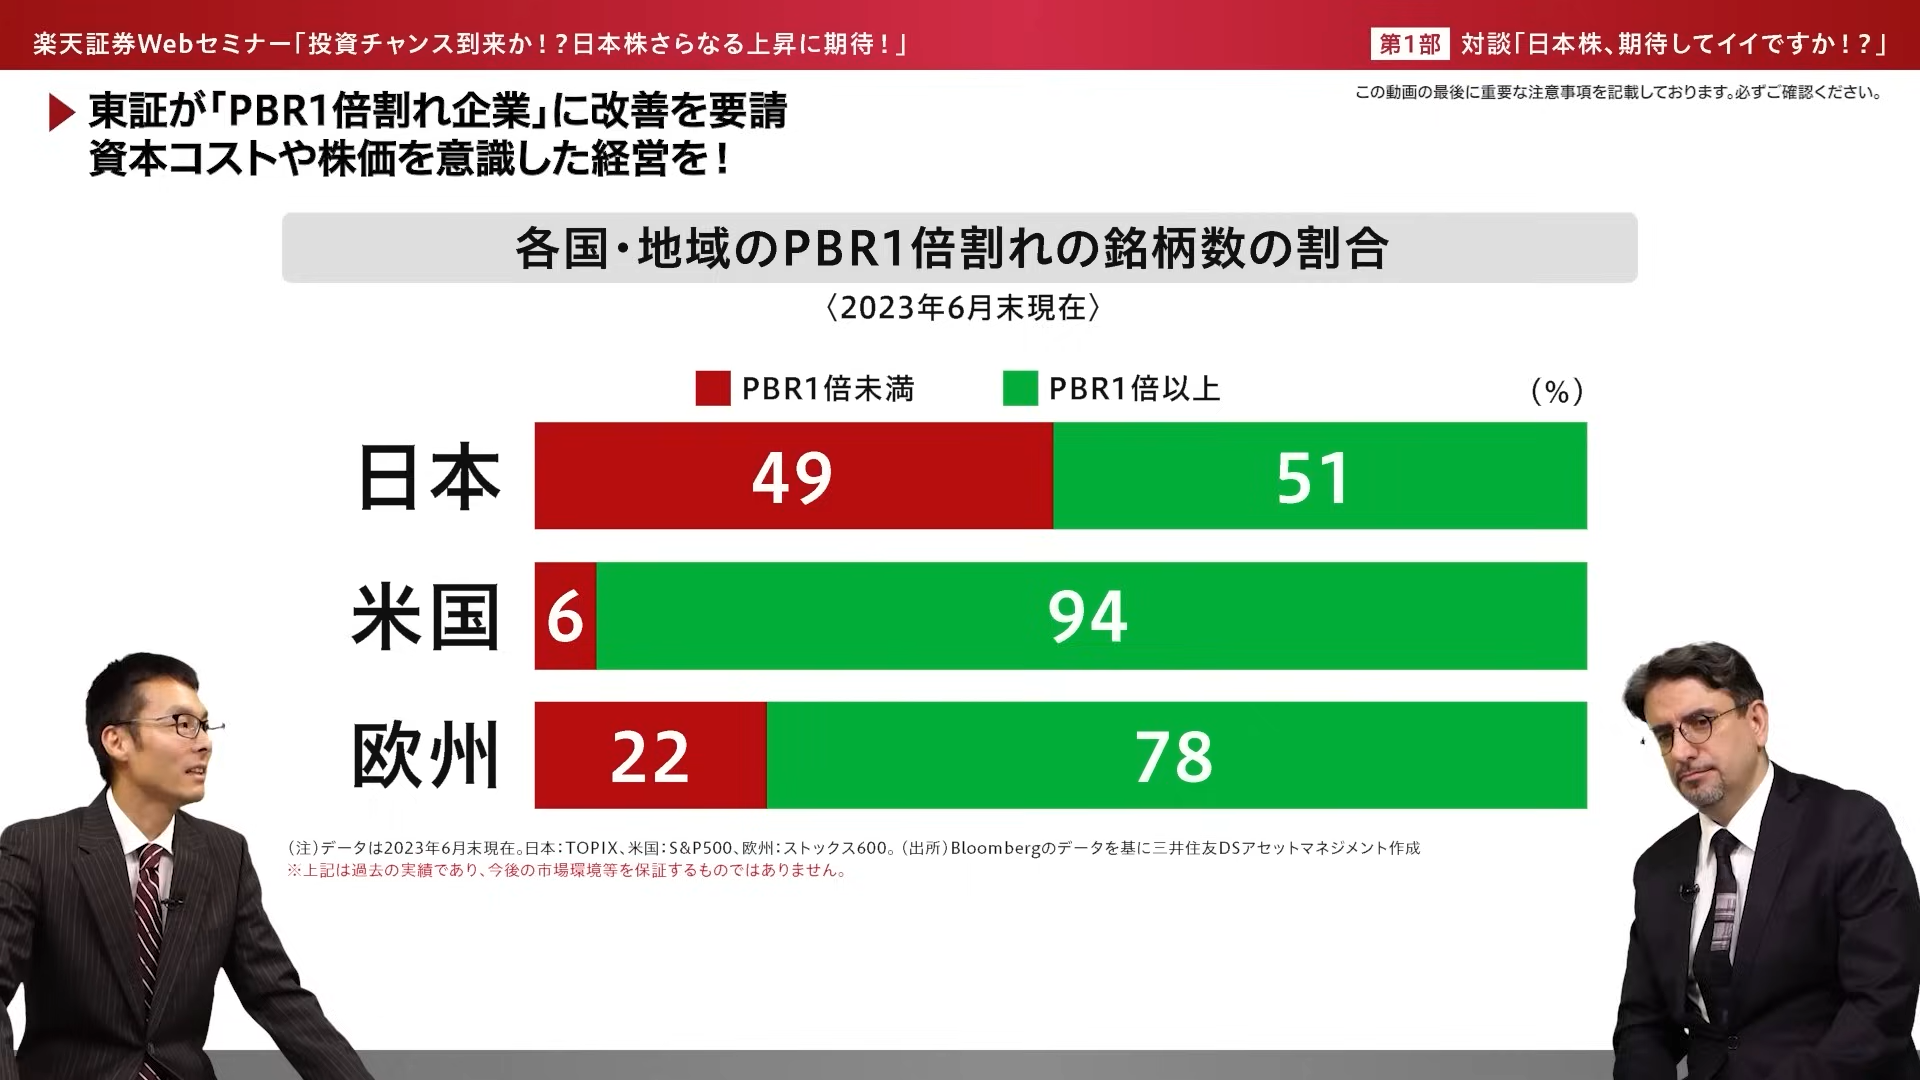 楽天証券Webセミナー「投資チャンス到来か！？日本株さらなる上昇に期待！」
第1部 対談「日本株、期待してイイですか！？」
この動画の最後に重要な注意事項を記載しております。必ずご確認ください。
東証が「PBR1倍割れ企業」に改善を要請
資本コストや株価を意識した経営を！
各国・地域のPBR1倍割れの銘柄数の割合
〈2023年6月末現在〉
PBR1倍未満 PBR1倍以上 （％）
日本 49 51
米国 6 94
欧州 22 78
（注）データは2023年6月末現在。日本：TOPIX、米国：S&P500、欧州：ストックス600。（出所）Bloombergのデータを基に三井住友DSアセットマネジメント作成
※上記は過去の実績であり、今後の市場環境等を保証するものではありません。